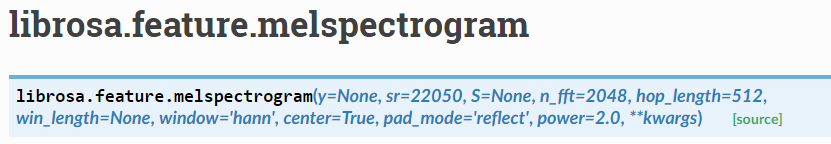 librosa.feature.melspectrogram
librosa.feature.melspectrogram(y=None, sr=22050, S=None, n_fft=2048, hop_length=512,
win_length=None, window='hann', center=True, pad_mode='reflect', power=2.0, **kwargs) [source]